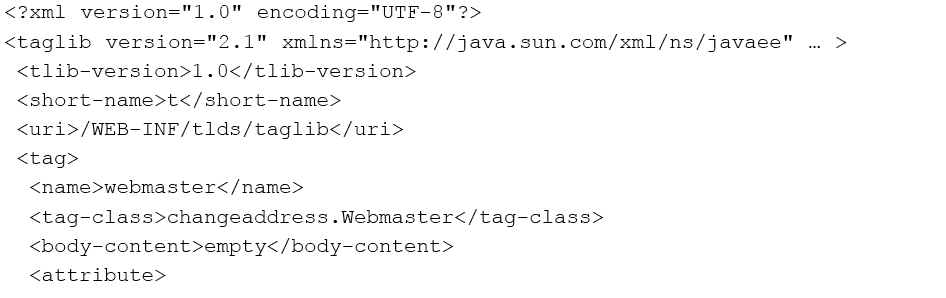 <?xml version="1.0" encoding="UTF-8"?>
<taglib version="2.1" xmlns="http://java.sun.com/xml/ns/javaee" … >
<tlib-version>1.0</tlib-version>
<short-name>t</short-name>
<uri>/WEB-INF/tlds/taglib</uri>
<tag>
<name>webmaster</name>
<tag-class>changeaddress.Webmaster</tag-class>
<body-content>empty</body-content>
<attribute>